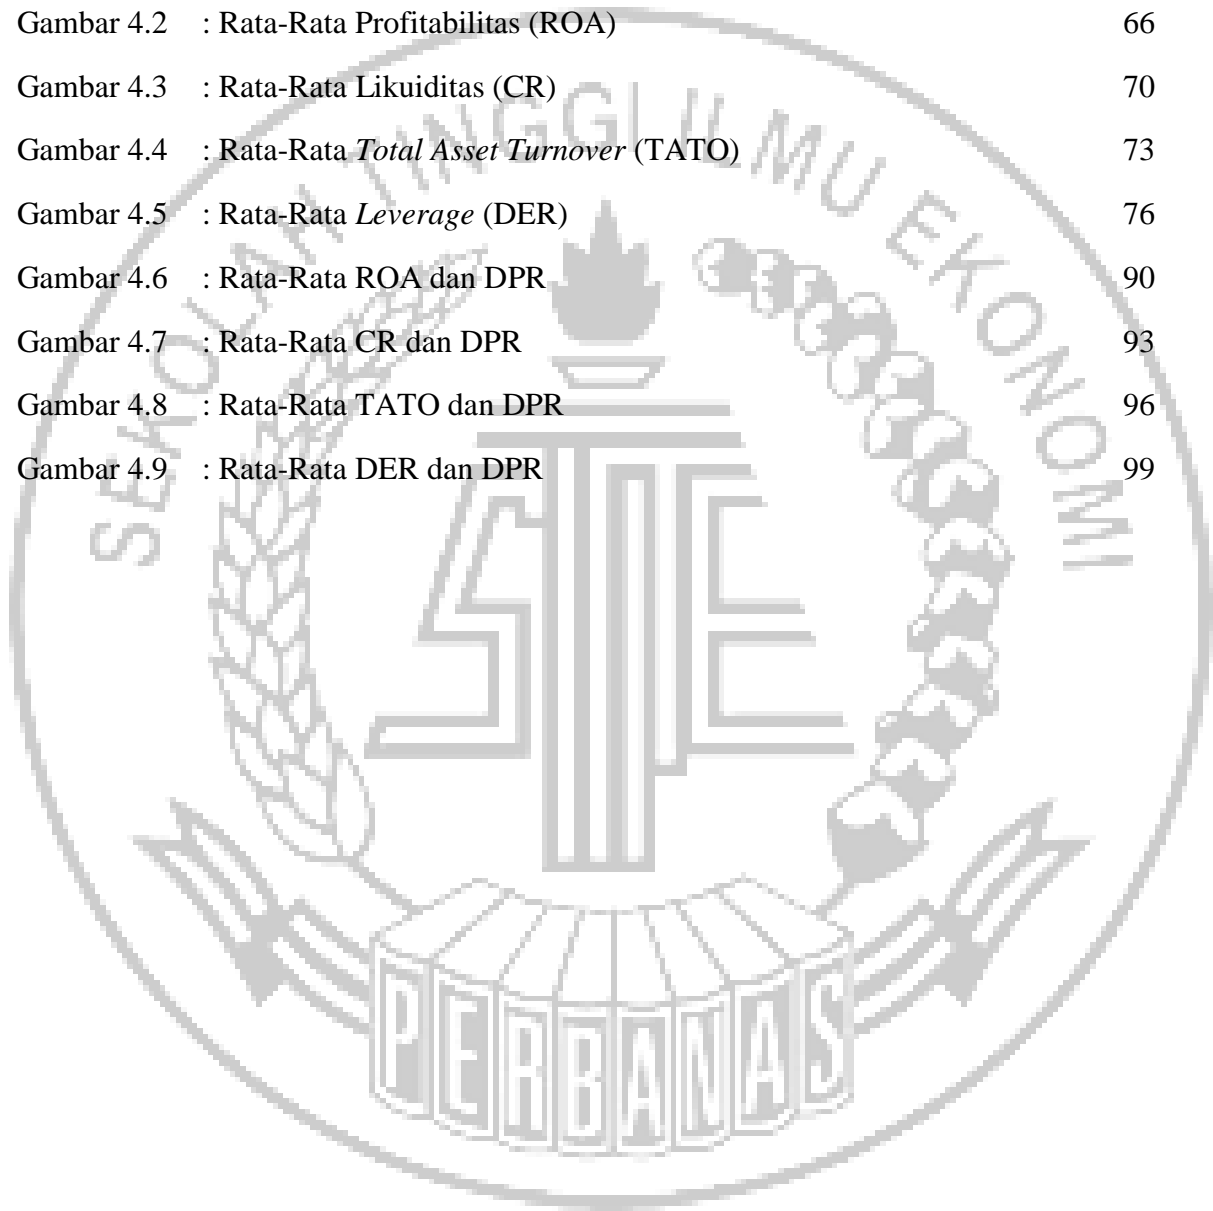 Gambar 4.2 : Rata-Rata Profitabilitas (ROA) 66
Gambar 4.3 : Rata-Rata Likuiditas (CR) 70
Gambar 4.4 : Rata-Rata Total Asset Turnover (TATO) 73
Gambar 4.5 : Rata-Rata Leverage (DER) 76
Gambar 4.6 : Rata-Rata ROA dan DPR 90
Gambar 4.7 : Rata-Rata CR dan DPR 93
Gambar 4.8 : Rata-Rata TATO dan DPR 96
Gambar 4.9 : Rata-Rata DER dan DPR 99
SEKOLAH TINGGI ILMU EKONOMI
STIE
PERBANAS